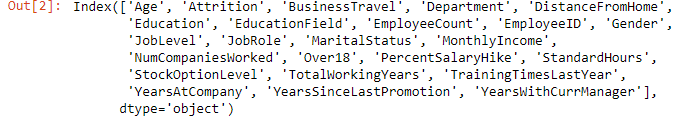 Out[2]: Index(['Age', 'Attrition', 'BusinessTravel', 'Department', 'DistanceFromHome',
'Education', 'EducationField', 'EmployeeCount', 'EmployeeID', 'Gender',
'JobLevel', 'JobRole', 'MaritalStatus', 'MonthlyIncome',
'NumCompaniesWorked', 'Over18', 'PercentSalaryHike', 'StandardHours',
'StockOptionLevel', 'TotalWorkingYears', 'TrainingTimesLastYear',
'YearsAtCompany', 'YearsSinceLastPromotion', 'YearsWithCurrManager'],
dtype='object')